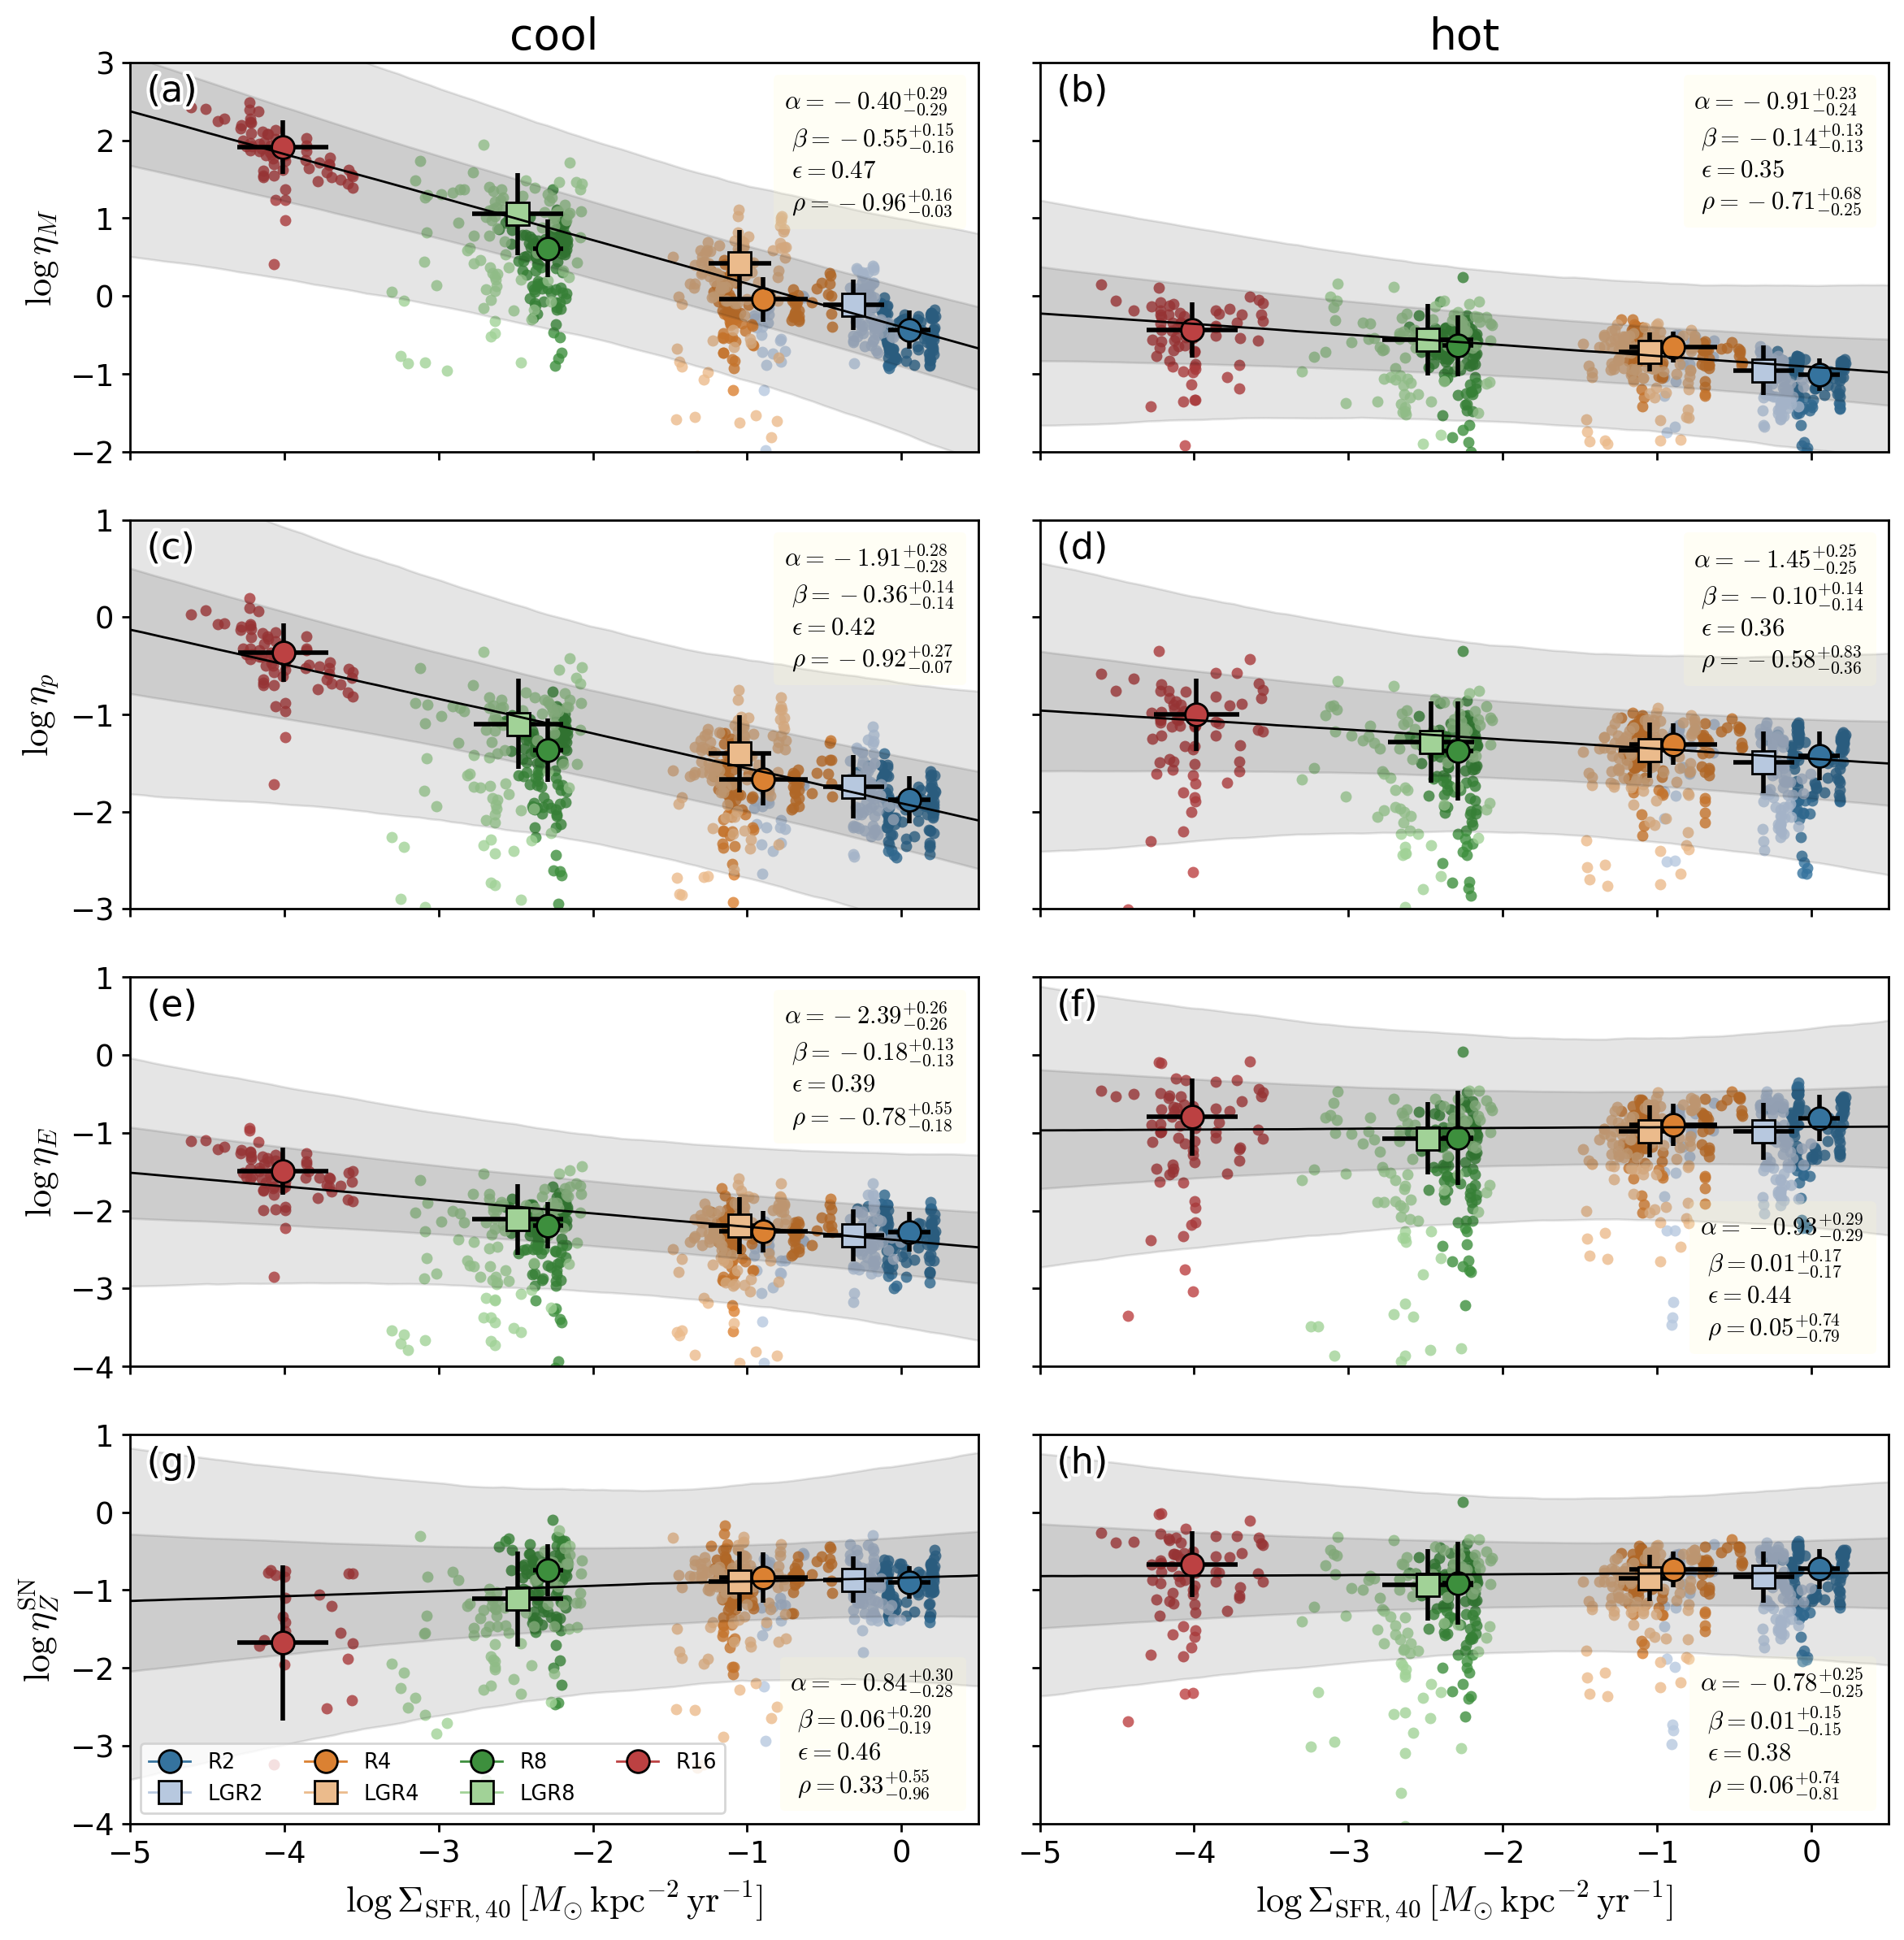 cool
hot
(a)
α = −0.40 +0.29 −0.29
β = −0.55 +0.15 −0.16
ϵ = 0.47
ρ = −0.96 +0.16 −0.03
log η_M
3
2
1
0
−1
−2
(b)
α = −0.91 +0.23 −0.24
β = −0.14 +0.13 −0.13
ϵ = 0.35
ρ = −0.71 +0.68 −0.25
(c)
α = −1.91 +0.28 −0.28
β = −0.36 +0.14 −0.14
ϵ = 0.42
ρ = −0.92 +0.27 −0.07
log η_p
1
0
−1
−2
−3
(d)
α = −1.45 +0.25 −0.25
β = −0.10 +0.14 −0.14
ϵ = 0.36
ρ = −0.58 +0.83 −0.36
(e)
α = −2.39 +0.26 −0.26
β = −0.18 +0.13 −0.13
ϵ = 0.39
ρ = −0.78 +0.55 −0.18
log η_E
1
0
−1
−2
−3
−4
(f)
α = −0.93 +0.29 −0.29
β = 0.01 +0.17 −0.17
ϵ = 0.44
ρ = 0.05 +0.74 −0.79
(g)
α = −0.84 +0.30 −0.28
β = 0.06 +0.20 −0.19
ϵ = 0.46
ρ = 0.33 +0.55 −0.96
log η_Z^SN
1
0
−1
−2
−3
−4
R2 R4 R8 R16
LGR2 LGR4 LGR8
−5 −4 −3 −2 −1 0
log Σ_SFR, 40 [M_⊙ kpc^−2 yr^−1]
(h)
α = −0.78 +0.25 −0.25
β = 0.01 +0.15 −0.15
ϵ = 0.38
ρ = 0.06 +0.74 −0.81
−5 −4 −3 −2 −1 0
log Σ_SFR, 40 [M_⊙ kpc^−2 yr^−1]